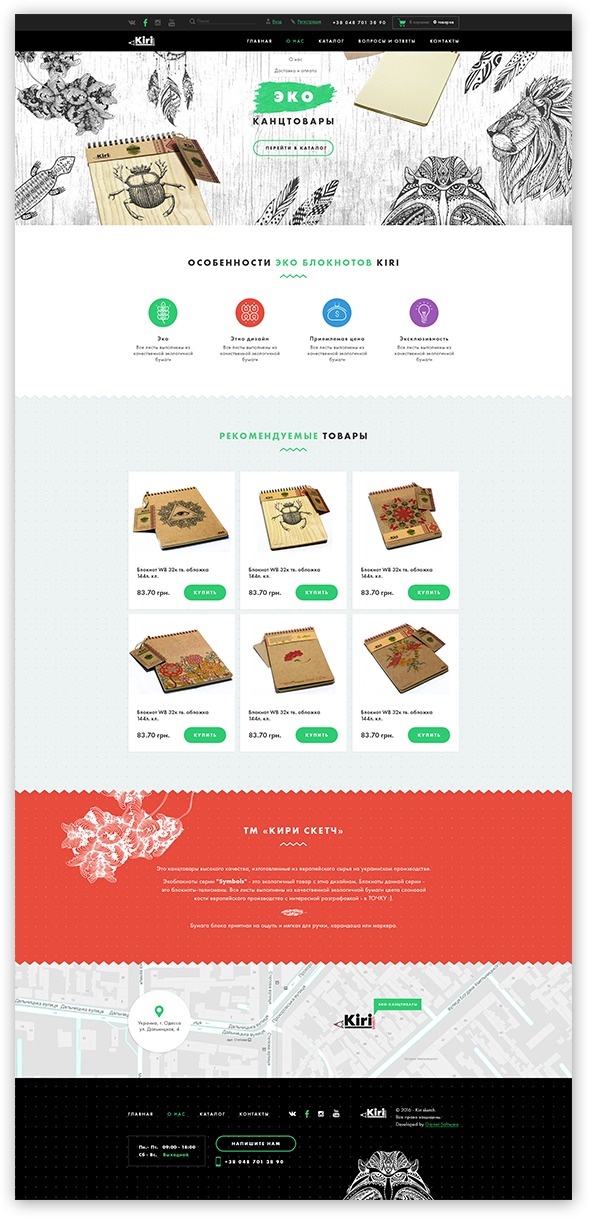 Поиск
Вход
Регистрация
+38 048 701 38 90
В корзине: 0 товаров
Kiri
ГЛАВНАЯ
О НАС
КАТАЛОГ
ВОПРОСЫ И ОТВЕТЫ
КОНТАКТЫ
О нас
Доставка и оплата
ЭКО
КАНЦТОВАРЫ
ПЕРЕЙТИ В КАТАЛОГ
Kiri
ОСОБЕННОСТИ ЭКО БЛОКНОТОВ KIRI
Эко
Все листы выполнены из
качественной экологичной
бумаги
Этно дизайн
Все листы выполнены из
качественной экологичной
бумаги
Приемлемая цена
Все листы выполнены из
качественной экологичной
бумаги
Эксклюзивность
Все листы выполнены из
качественной экологичной
бумаги
РЕКОМЕНДУЕМЫЕ ТОВАРЫ
Блокнот WB 32к тв. обложка
144л. кл.
83.70 грн.
КУПИТЬ
Блокнот WB 32к тв. обложка
144л. кл.
83.70 грн.
КУПИТЬ
Блокнот WB 32к тв. обложка
144л. кл.
83.70 грн.
КУПИТЬ
Блокнот WB 32к тв. обложка
144л. кл.
83.70 грн.
КУПИТЬ
Блокнот WB 32к тв. обложка
144л. кл.
83.70 грн.
КУПИТЬ
Блокнот WB 32к тв. обложка
144л. кл.
83.70 грн.
КУПИТЬ
ТМ «КИРИ СКЕТЧ»
Это канцтовары высокого качества, изготовленные из европейского сырья на украинском производстве.
Экоблокноты серии "Symbols" - это экологичный товар с этно дизайном. Блокноты данной серии -
это блокноты-талисманы. Все листы выполнены из качественной экологичной бумаги цвета слоновой
кости европейского производства с интересной разграфовкой - в ТОЧКУ :).
Бумага блока приятная на ощупь и мягкая для ручки, карандаша или маркера.
Украина, г. Одесса
ул. Дальницкая, 4
ЭКО-КАНЦТОВАРЫ
Kiri
ГЛАВНАЯ
О НАС
КАТАЛОГ
КОНТАКТЫ
Kiri
© 2016 - Kiri sketch.
Все права защищены.
Developed by
Пн.- Пт. 09:00 - 18:00
Сб - Вс. Выходной
НАПИШИТЕ НАМ
+38 048 701 38 90